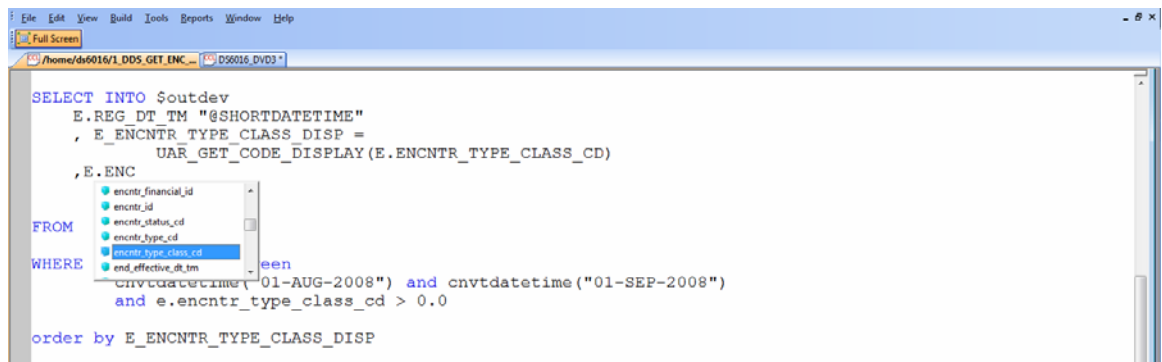 File Edit View Build Tools Reports Window Help
Full Screen
/home/ds6016/1_DDS_GET_ENC_... DS6016_DVD3 *
SELECT INTO $outdev
E.REG_DT_TM "@SHORTDATETIME"
, E_ENCNTR_TYPE_CLASS_DISP =
UAR_GET_CODE_DISPLAY(E.ENCNTR_TYPE_CLASS_CD)
,E.ENC
encntr_financial_id
encntr_id
encntr_status_cd
FROM
encntr_type_cd
encntr_type_class_cd
WHERE
end_effective_dt_tm
een
cnvtdatetime("01-AUG-2008") and cnvtdatetime("01-SEP-2008")
and e.encntr_type_class_cd > 0.0
order by E_ENCNTR_TYPE_CLASS_DISP